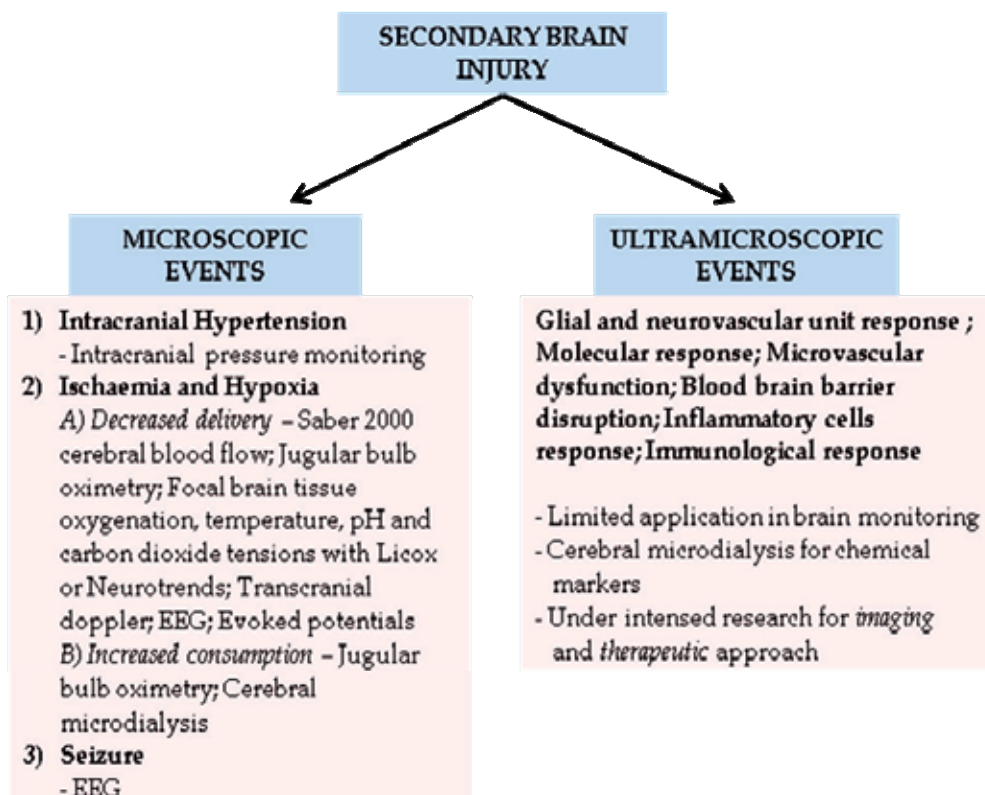 SECONDARY BRAIN
INJURY
MICROSCOPIC
EVENTS
1) Intracranial Hypertension
- Intracranial pressure monitoring
2) Ischaemia and Hypoxia
A) Decreased delivery – Saber 2000
cerebral blood flow; Jugular bulb
oximetry; Focal brain tissue
oxygenation, temperature, pH and
carbon dioxide tensions with Licox
or Neurotrends; Transcranial
doppler; EEG; Evoked potentials
B) Increased consumption – Jugular
bulb oximetry; Cerebral
microdialysis
3) Seizure
- EEG
ULTRAMICROSCOPIC
EVENTS
Glial and neurovascular unit response ;
Molecular response; Microvascular
dysfunction; Blood brain barrier
disruption; Inflammatory cells
response; Immunological response
- Limited application in brain monitoring
- Cerebral microdialysis for chemical
markers
- Under intensed research for imaging
and therapeutic approach